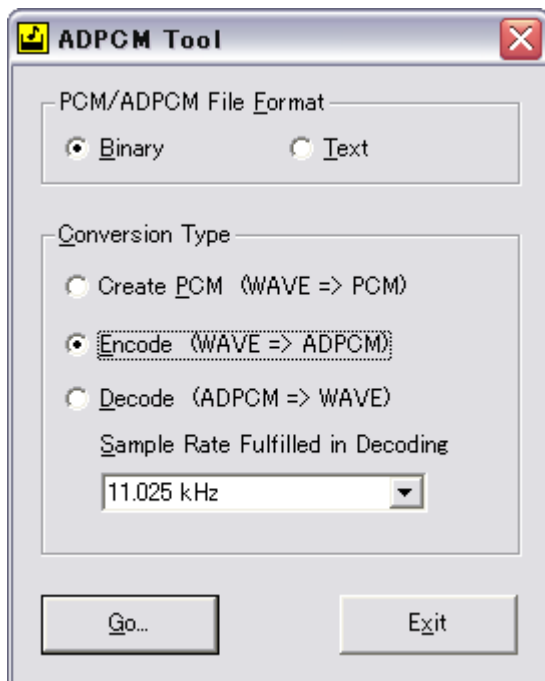 ADPCM Tool
PCM/ADPCM File Format
Binary Text
Conversion Type
Create PCM (WAVE => PCM)
Encode (WAVE => ADPCM)
Decode (ADPCM => WAVE)
Sample Rate Fulfilled in Decoding
11.025 kHz
Go... Exit